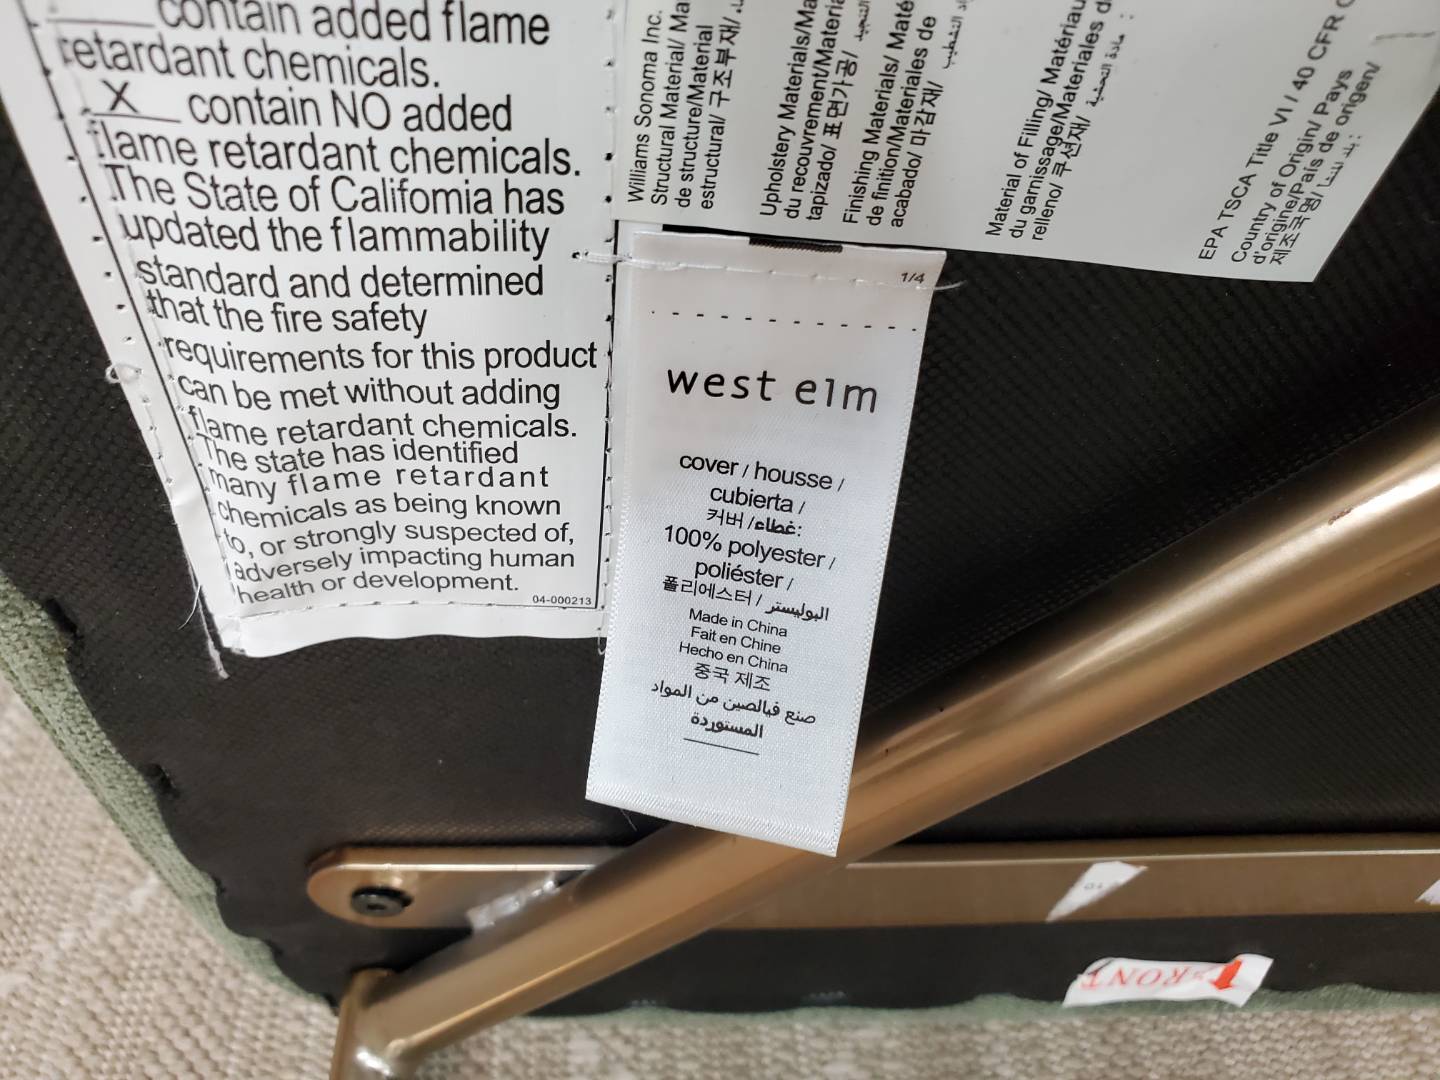 contain added flame
retardant chemicals.
X contain NO added
flame retardant chemicals.
The State of California has
updated the flammability
standard and determined
that the fire safety
requirements for this product
can be met without adding
flame retardant chemicals.
The state has identified
many flame retardant
chemicals as being known
to, or strongly suspected of,
adversely impacting human
health or development.
04-000213
Williams Sonoma Inc.
Structural Material/
de structure/Material
estructural/ 구조부재/
Upholstery Materials/
du recouvrement/
tapizado/ 표면가공/
Finishing Materials/
de finition/Materiales de
acabado/ 마감재/
Material of Filling/
du garnissage/Materiales
relleno/ 쿠션재/ مادة التحشية :
EPA TSCA Title VI / 40 CFR
Country of Origin/ Pays
d'origine/País de origen/
제조국명/ بلد المنشأ :
1/4
west elm
cover / housse /
cubierta /
커버 / غطاء:
100% polyester /
poliéster /
폴리에스터 / البوليستر
Made in China
Fait en Chine
Hecho en China
중국 제조
صنع فيالصين من المواد
المستوردة
FRONT